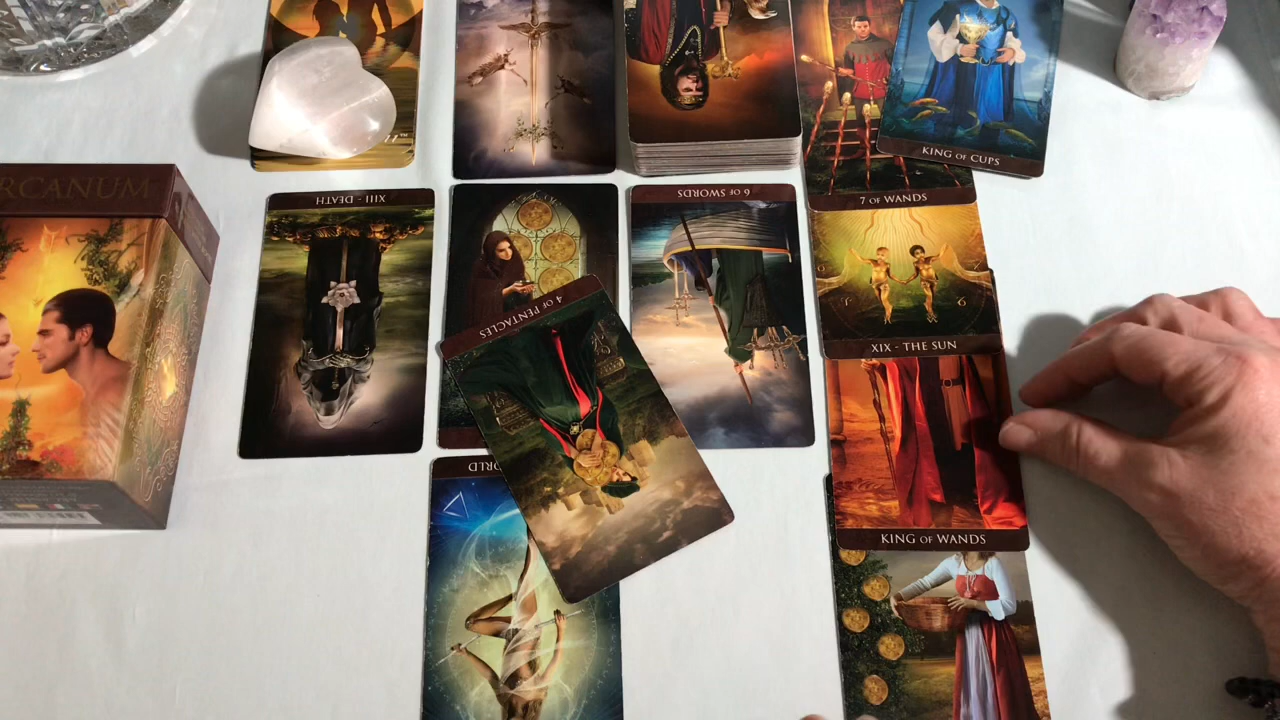 KING OF CUPS
7 OF WANDS
XIII - DEATH
6 OF SWORDS
RCANUM
4 OF PENTACLES
XIX - THE SUN
ORLD
KING OF WANDS